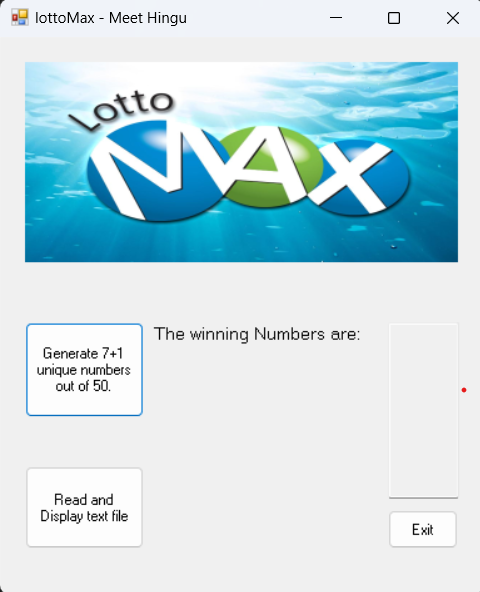 lottoMax - Meet Hingu
Lotto
MAX
Generate 7+1
unique numbers
out of 50.
The winning Numbers are:
Read and
Display text file
Exit